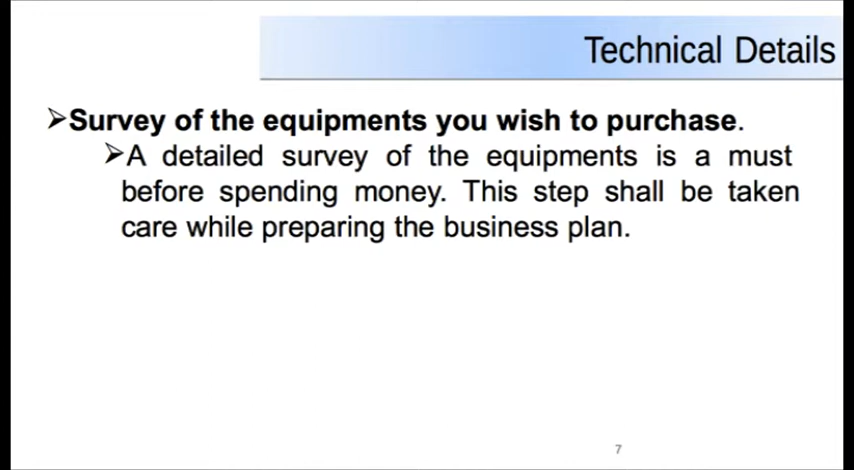 Technical Details
➢Survey of the equipments you wish to purchase.
➢A detailed survey of the equipments is a must
before spending money. This step shall be taken
care while preparing the business plan.
7